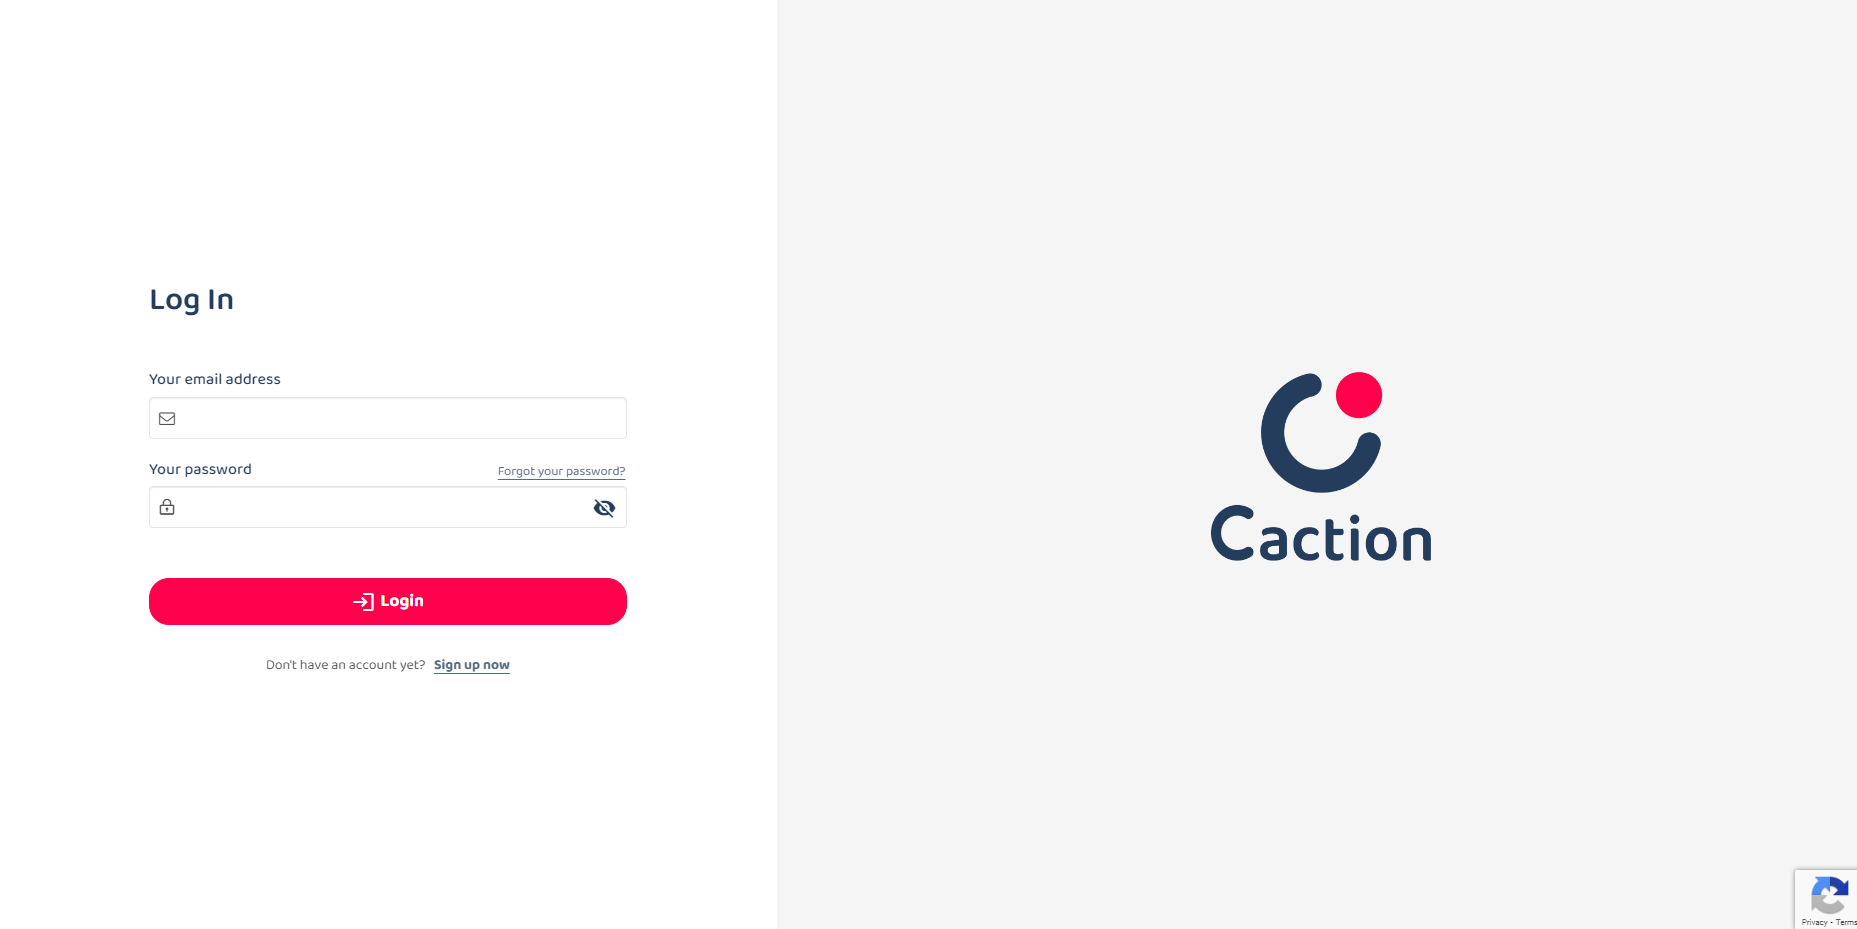 Log In
Your email address
Your password
Forgot your password?
Login
Don't have an account yet? Sign up now
Caction
Privacy - Terms